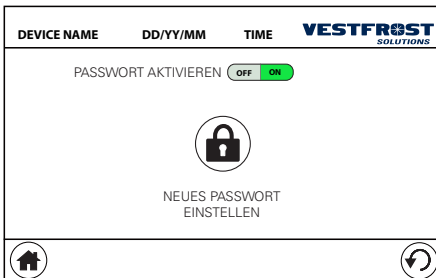 DEVICE NAME DD/YY/MM TIME VESTFROST
SOLUTIONS
PASSWORT AKTIVIEREN OFF ON
NEUES PASSWORT
EINSTELLEN